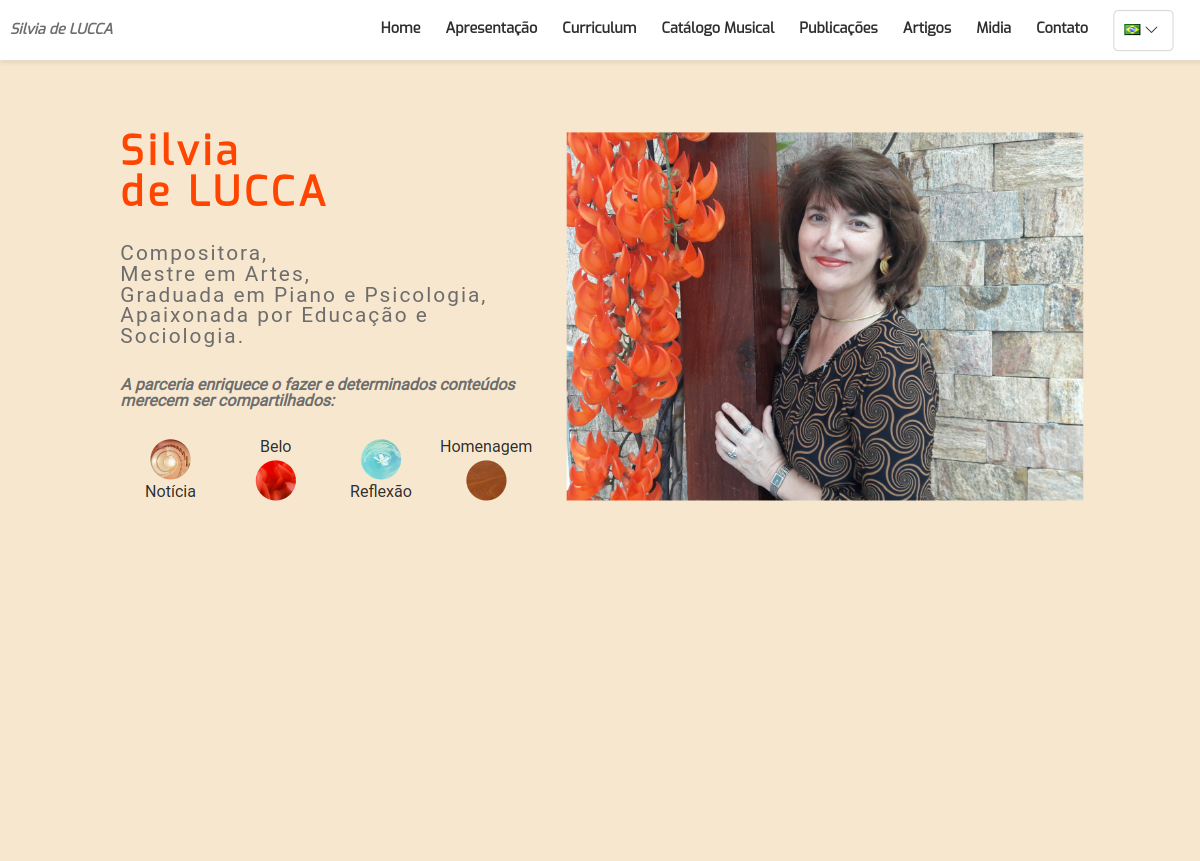 Silvia de LUCCA
Home Apresentação Curriculum Catálogo Musical Publicações Artigos Midia Contato
Silvia
de LUCCA
Compositora,
Mestre em Artes,
Graduada em Piano e Psicologia,
Apaixonada por Educação e
Sociologia.
A parceria enriquece o fazer e determinados conteúdos
merecem ser compartilhados:
Notícia
Belo
Reflexão
Homenagem